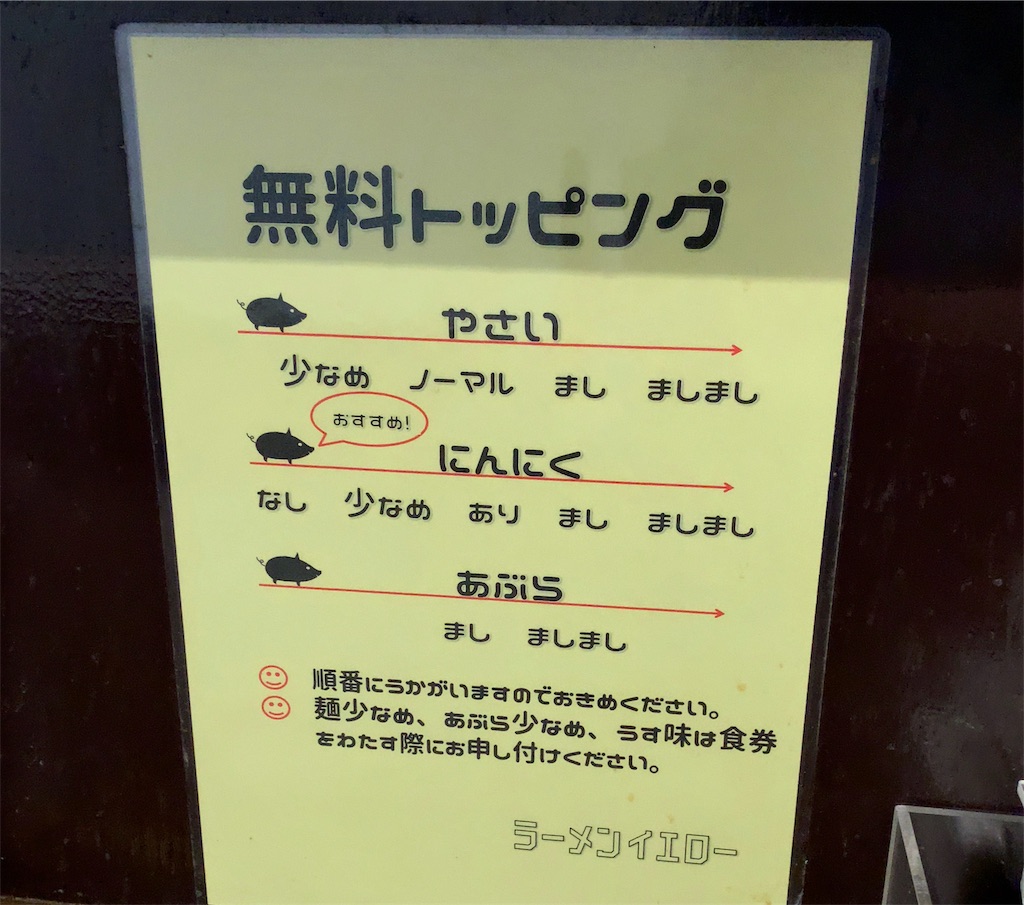 無料トッピング
やさい
少なめ ノーマル まし ましまし
おすすめ!
にんにく
なし 少なめ あり まし ましまし
あぶら
まし ましまし
順番にうかがいますのでおきめください。
麺少なめ、あぶら少なめ、うす味は食券
をわたす際にお申し付けください。
ラーメンイエロー